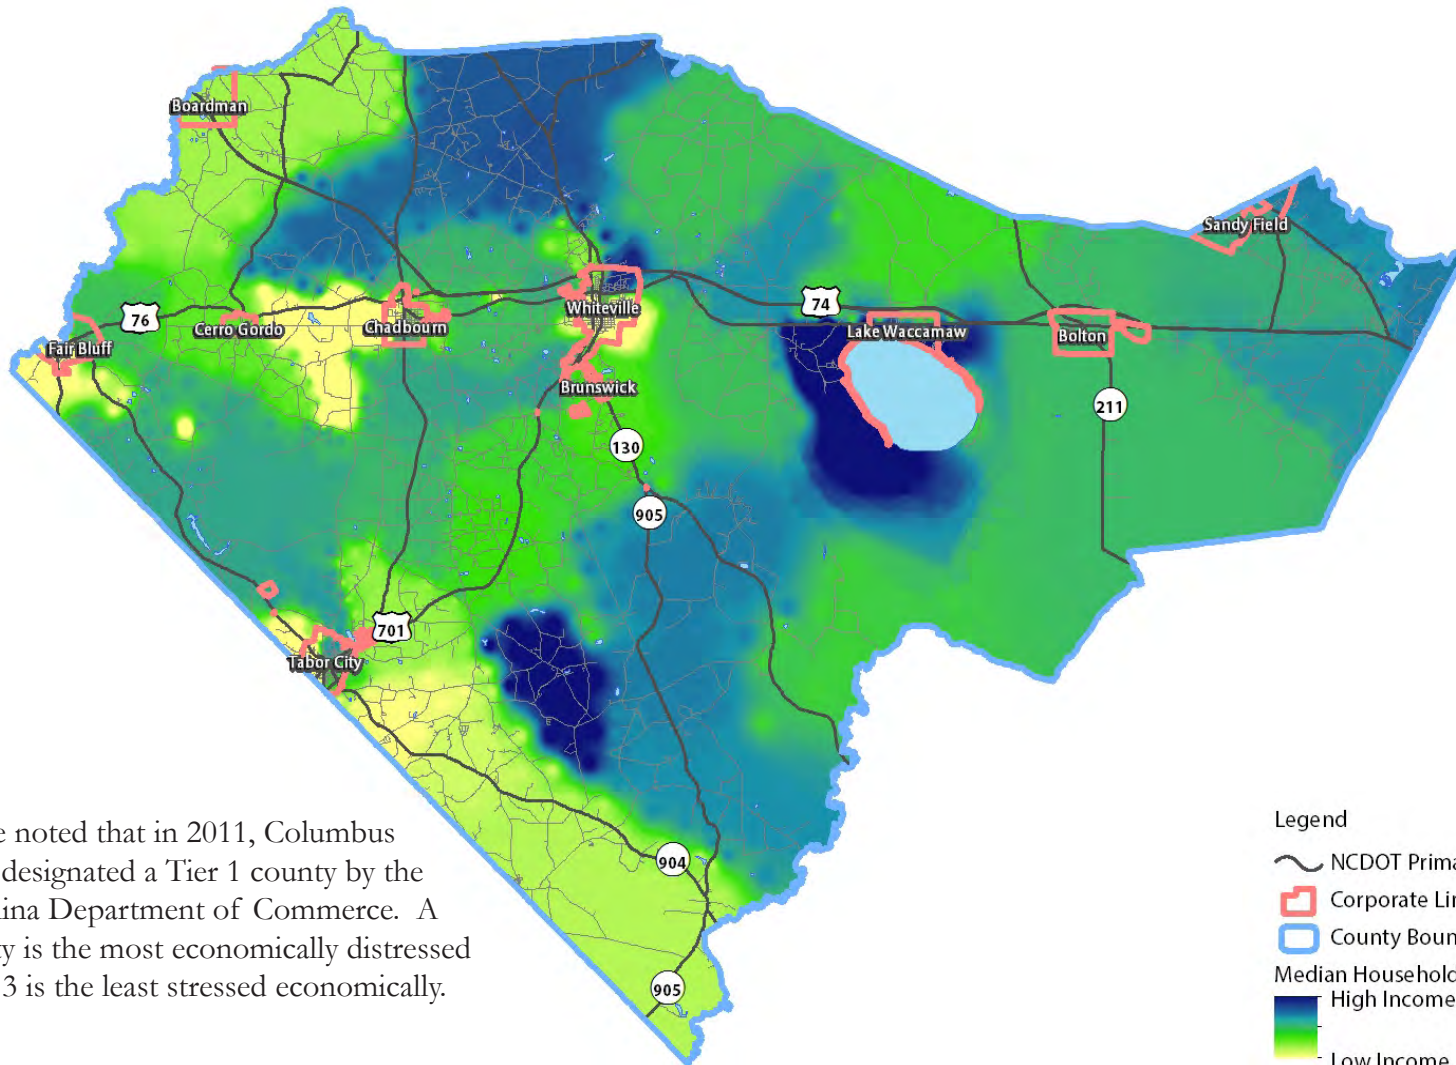 Boardman
Sandy Field
74
76
Whiteville
Cerro Gordo
Chadbourn
Lake Waccamaw
Bolton
Fair Bluff
Brunswick
211
130
905
701
Tabor City
e noted that in 2011, Columbus
designated a Tier 1 county by the
lina Department of Commerce. A
ty is the most economically distressed
3 is the least stressed economically.
904
905
Legend
NCDOT Prima
Corporate Lin
County Boun
Median Household
High Income
Low Income